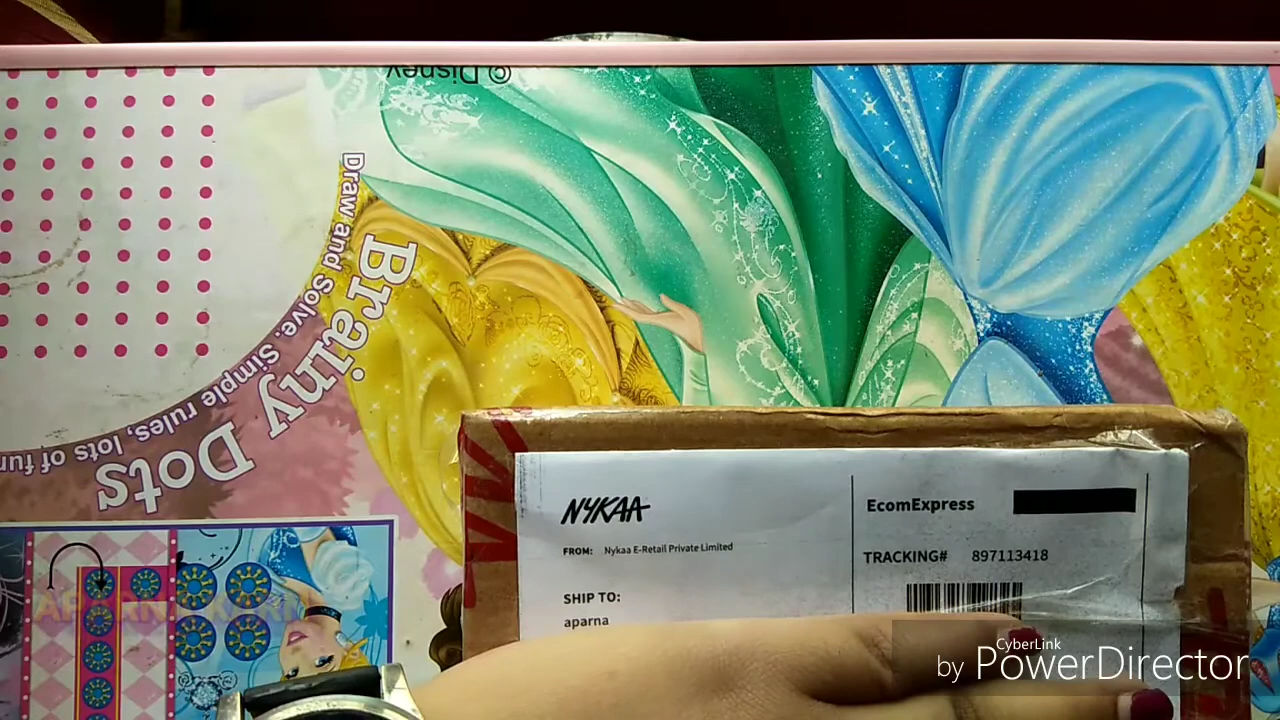 © Disney
Draw and Solve. Simple rules, lots of fun
Brainy Dots
NYKAA
FROM: Nykaa E-Retail Private Limited
SHIP TO:
aparna
EcomExpress
TRACKING# 897113418
CyberLink
by PowerDirector